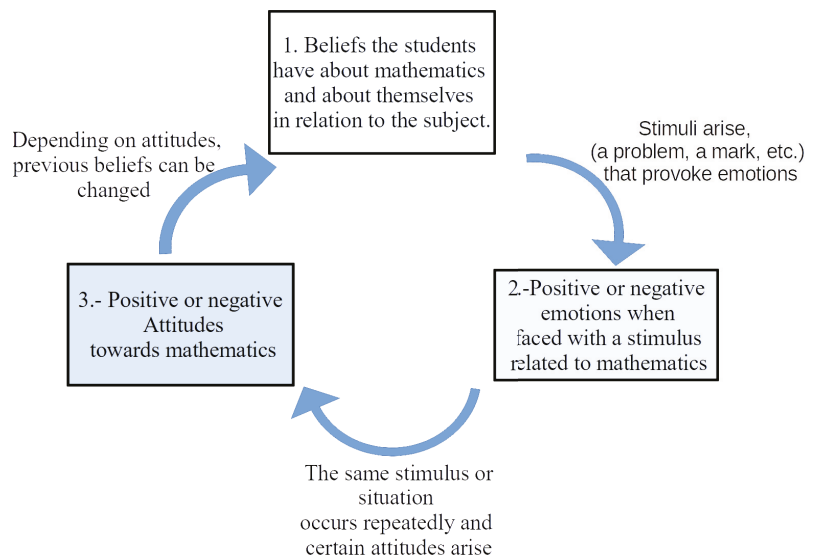 1. Beliefs the students
have about mathematics
and about themselves
in relation to the subject.
Stimuli arise,
(a problem, a mark, etc.)
that provoke emotions
2.-Positive or negative
emotions when
faced with a stimulus
related to mathematics
The same stimulus or
situation
occurs repeatedly and
certain attitudes arise
3.- Positive or negative
Attitudes
towards mathematics
Depending on attitudes,
previous beliefs can be
changed